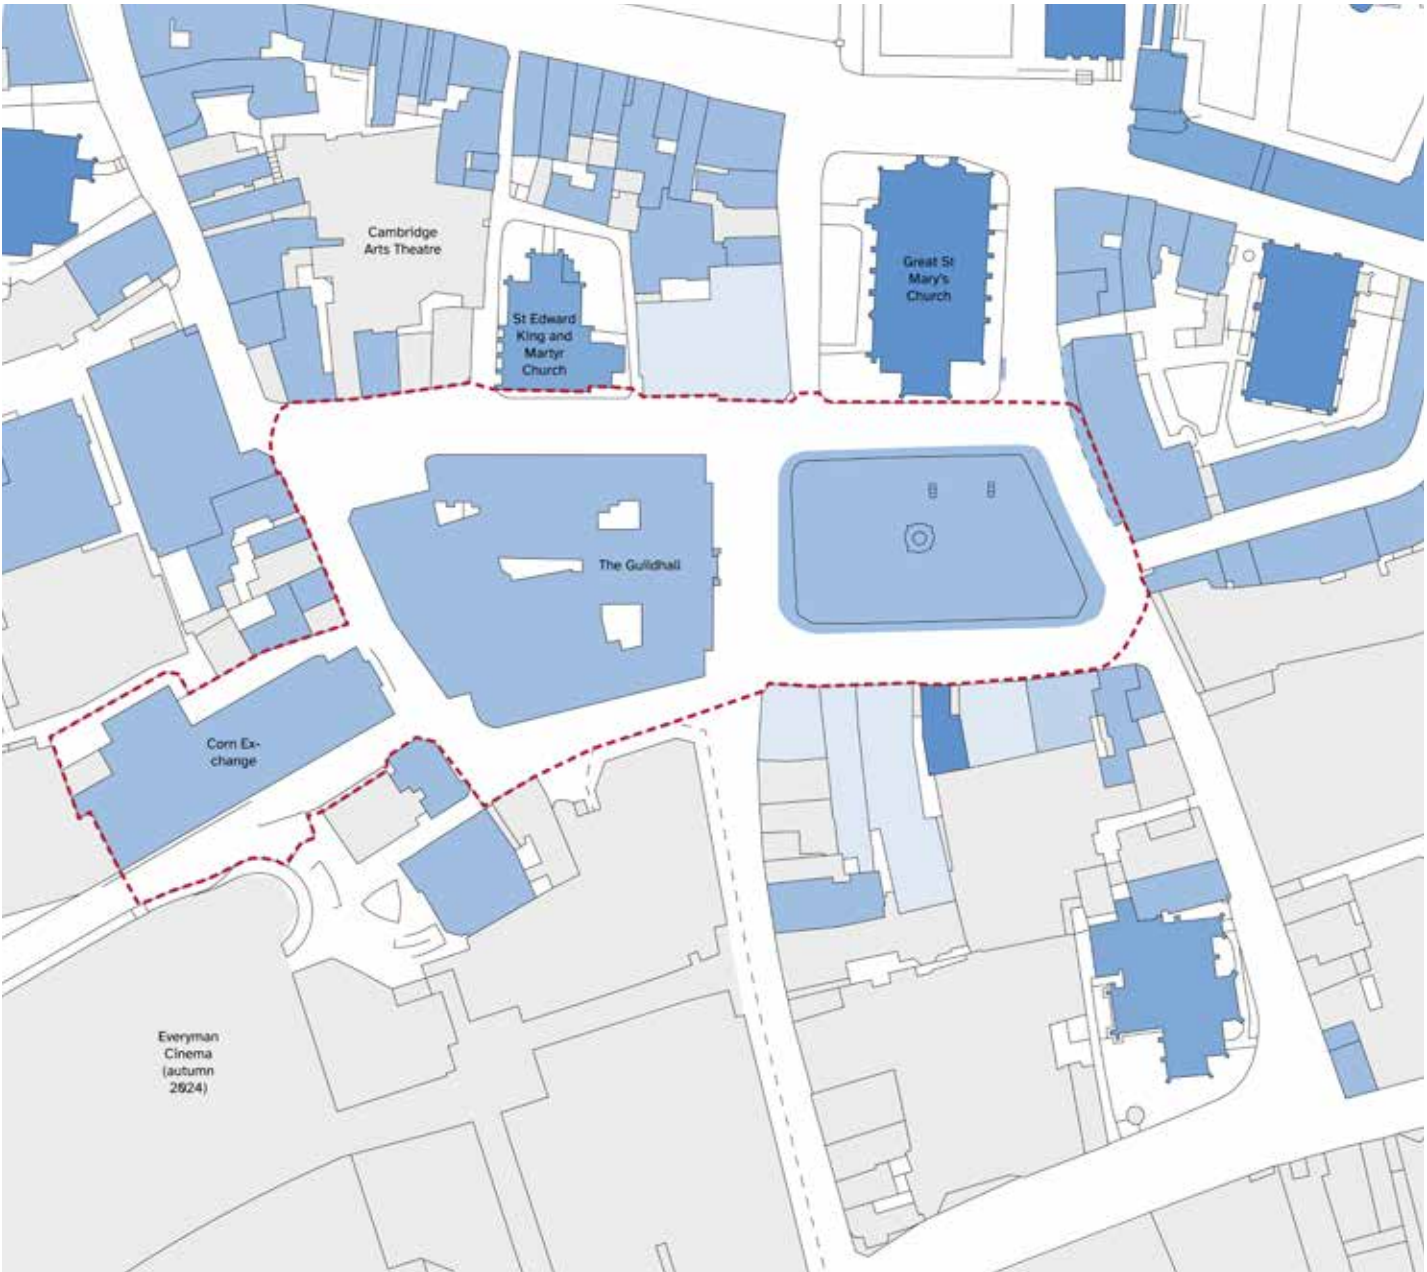 Cambridge
Arts Theatre
Great St
Mary's
Church
St Edward
King and
Martyr
Church
The Guildhall
Corn Ex-
change
Everyman
Cinema
(autumn
2024)